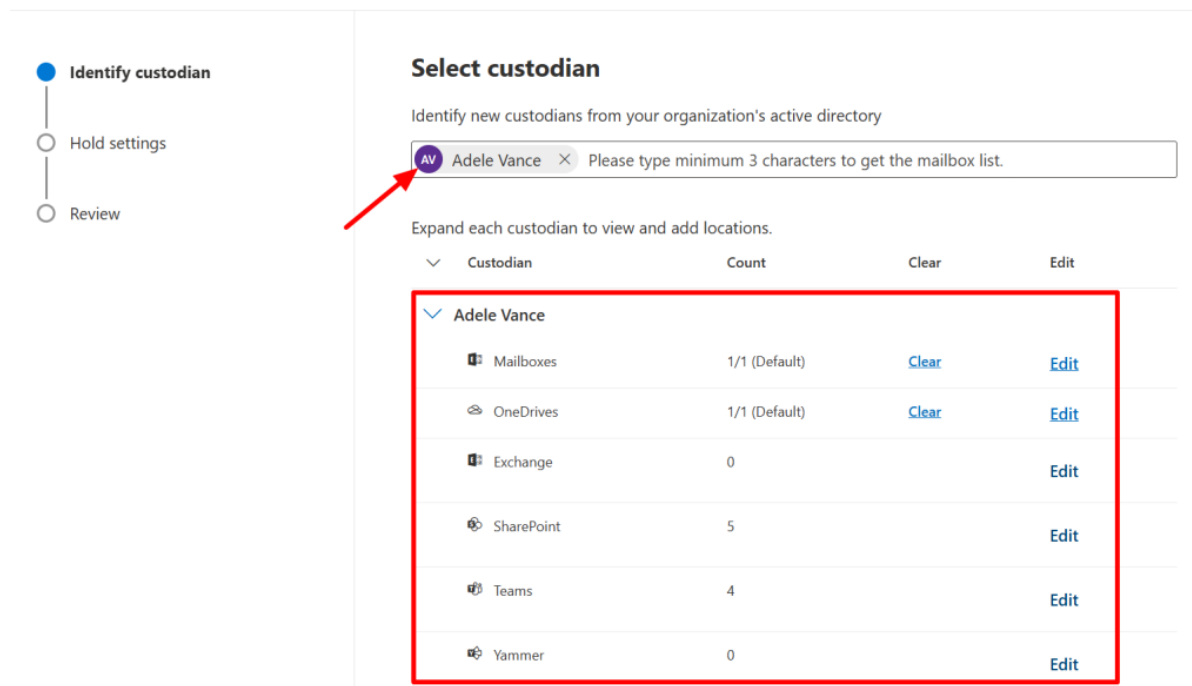 Identify custodian
Hold settings
Review
Select custodian
Identify new custodians from your organization's active directory
AV Adele Vance × Please type minimum 3 characters to get the mailbox list.
Expand each custodian to view and add locations.
Custodian Count Clear Edit
Adele Vance
Mailboxes 1/1 (Default) Clear Edit
OneDrives 1/1 (Default) Clear Edit
Exchange 0 Edit
SharePoint 5 Edit
Teams 4 Edit
Yammer 0 Edit